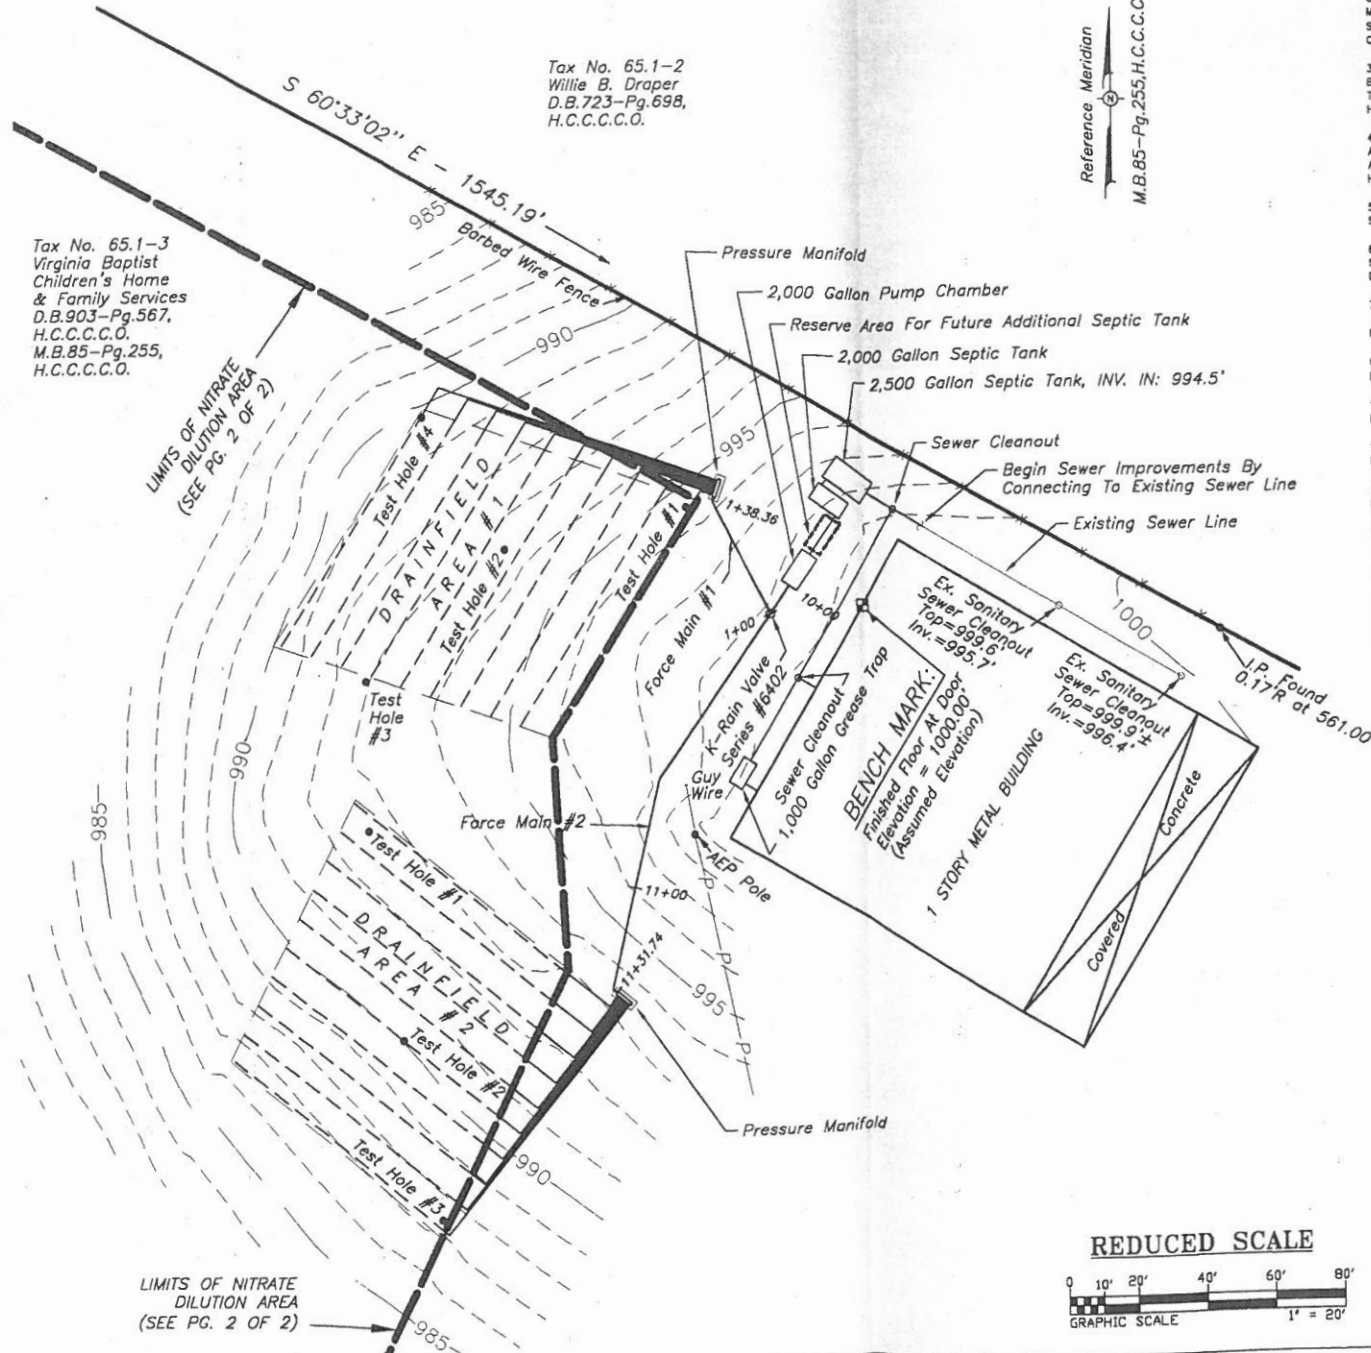 S 60°33'02" E - 1545.19'
Tax No. 65.1-2
Willie B. Draper
D.B.723-Pg.698,
H.C.C.C.C.O.
Reference Meridian
N
M.B.85-Pg.255,H.C.C.C.C
Tax No. 65.1-3
Virginia Baptist
Children's Home
& Family Services
D.B.903-Pg.567,
H.C.C.C.C.O.
M.B.85-Pg.255,
H.C.C.C.C.O.
LIMITS OF NITRATE
DILUTION AREA
(SEE PG. 2 OF 2)
985
Barbed Wire Fence
990
995
Pressure Manifold
2,000 Gallon Pump Chamber
Reserve Area For Future Additional Septic Tank
2,000 Gallon Septic Tank
2,500 Gallon Septic Tank, INV. IN: 994.5'
Sewer Cleanout
Begin Sewer Improvements By
Connecting To Existing Sewer Line
Existing Sewer Line
1000
I.P. Found
0.17'R at 561.00
Test Hole #4
DRAINFIELD
AREA #1
Test Hole #2
Test Hole #1
Test
Hole
#3
1+38.36
Force Main #1
1+00
10+00
K-Rain Valve
Series #6402
Sewer Cleanout
1,000 Gallon Grease Trap
Guy
Wire
BENCH MARK:
Finished Floor At Door
Elevation = 1000.00'
(Assumed Elevation)
Ex. Sanitary
Sewer Cleanout
Top=999.6'
Inv.=995.7'
Ex. Sanitary
Sewer Cleanout
Top=999.9'±
Inv.=996.4'
1 STORY METAL BUILDING
Concrete
Covered
AEP Pole
P
P
P
Force Main #2
11+00
11+31.74
995
990
985
Test Hole #1
DRAINFIELD
AREA #2
Test Hole #2
Test Hole #3
990
Pressure Manifold
985
LIMITS OF NITRATE
DILUTION AREA
(SEE PG. 2 OF 2)
REDUCED SCALE
0 10' 20' 40' 60' 80'
GRAPHIC SCALE 1" = 20'